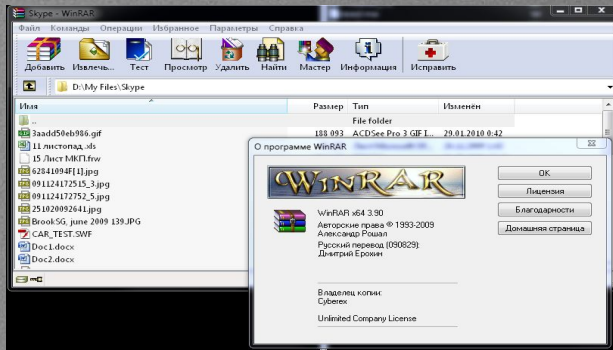 Skype - WinRAR
Файл Команды Операции Избранное Параметры Справка
Добавить Извлечь... Тест Просмотр Удалить Найти Мастер Информация Исправить
D:\My Files\Skype
Имя Размер Тип Изменён
.. File folder
3aadd50eb986.gif 188 093 ACDSee Pro 3 GIF I... 29.01.2010 0:42
11 листопад .xls
15 Лист МКПД.frw
62841094F[1].jpg
091124172515_3.jpg
091124172752_5.jpg
251020092641.jpg
BrookSG, june 2009 139.JPG
CAR_TEST.SWF
Doc1.docx
Doc2.docx
О программе WinRAR
WINRAR
WinRAR x64 3.90
Авторские права © 1993-2009
Александр Рошал
Русский перевод (090829):
Дмитрий Ерохин
Владелец копии:
Cyberex
Unlimited Company License
OK
Лицензия
Благодарности
Домашняя страница